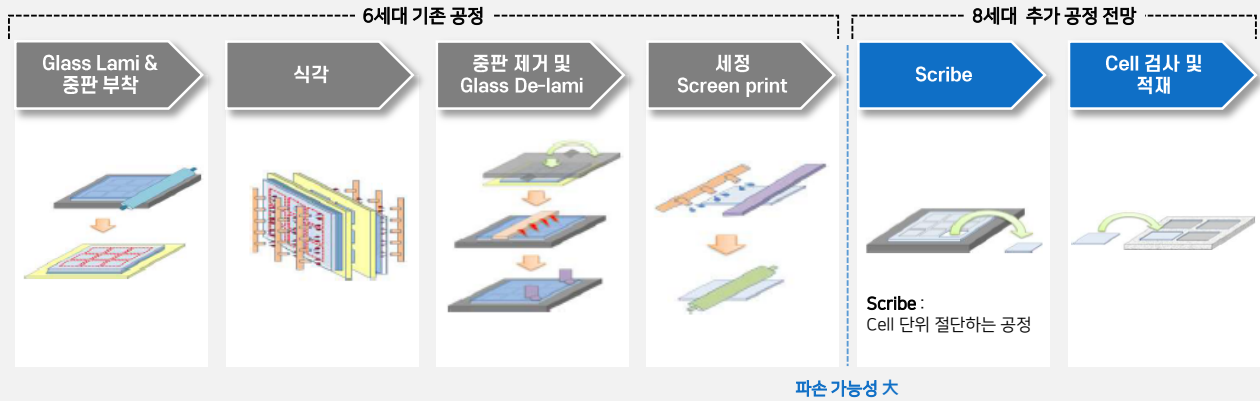 6세대 기존 공정
8세대 추가 공정 전망
Glass Lami &
중판 부착
식각
중판 제거 및
Glass De-lami
세정
Screen print
Scribe
Cell 검사 및
적재
Scribe :
Cell 단위 절단하는 공정
파손 가능성 大